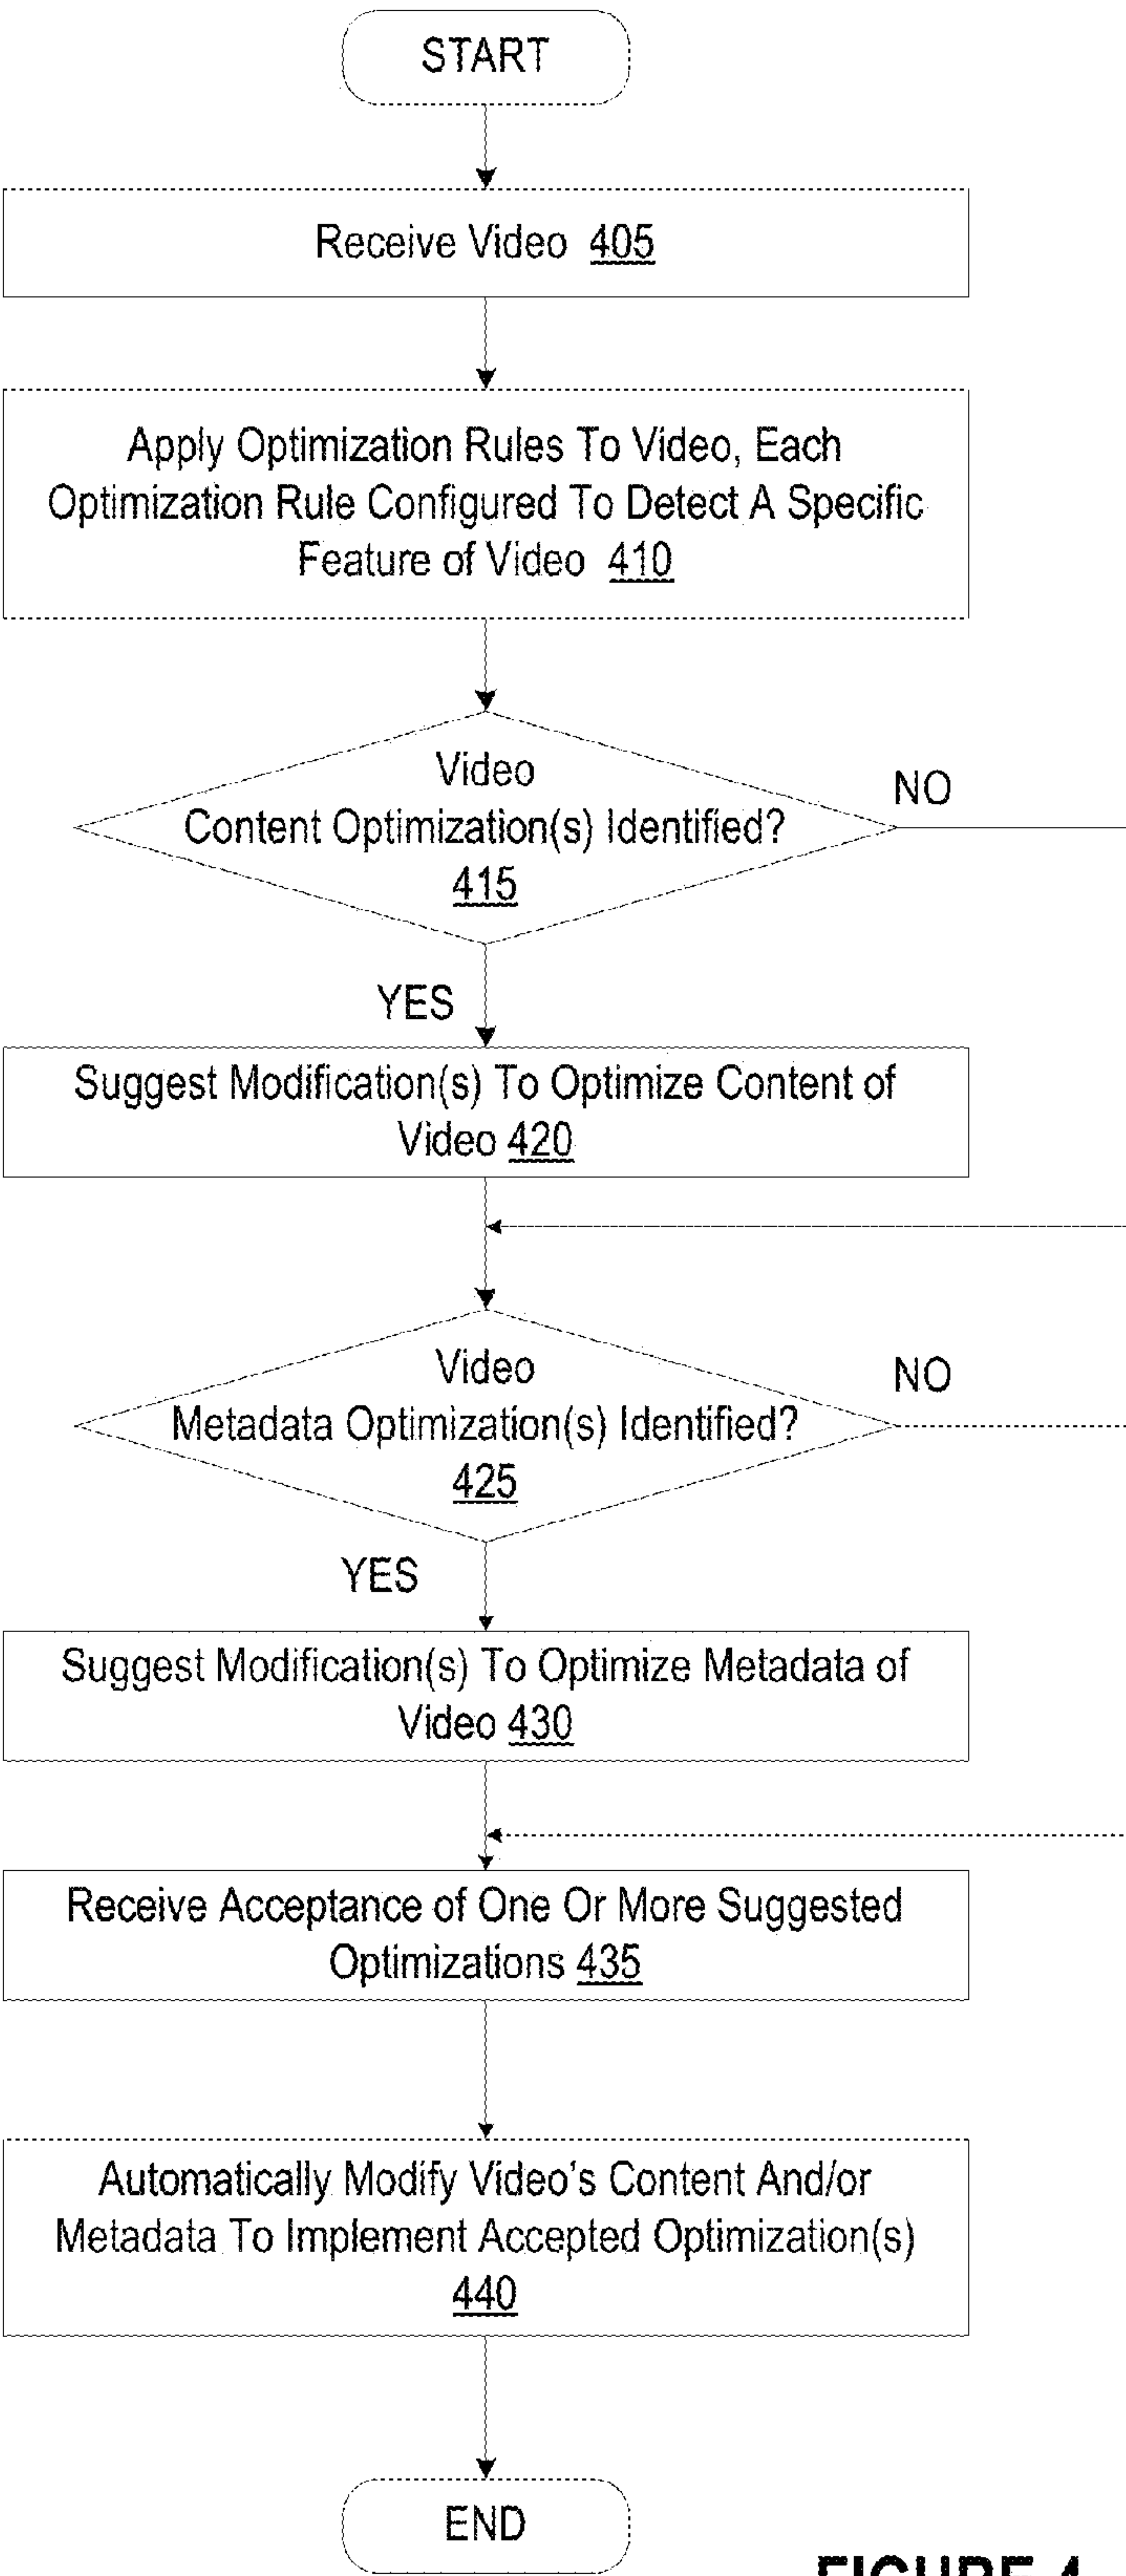 START
Receive Video 405
Apply Optimization Rules To Video, Each
Optimization Rule Configured To Detect A Specific
Feature of Video 410
Video
Content Optimization(s) Identified?
415
NO
YES
Suggest Modification(s) To Optimize Content of
Video 420
Video
Metadata Optimization(s) Identified?
425
NO
YES
Suggest Modification(s) To Optimize Metadata of
Video 430
Receive Acceptance of One Or More Suggested
Optimizations 435
Automatically Modify Video's Content And/or
Metadata To Implement Accepted Optimization(s)
440
END
FIGURE 4